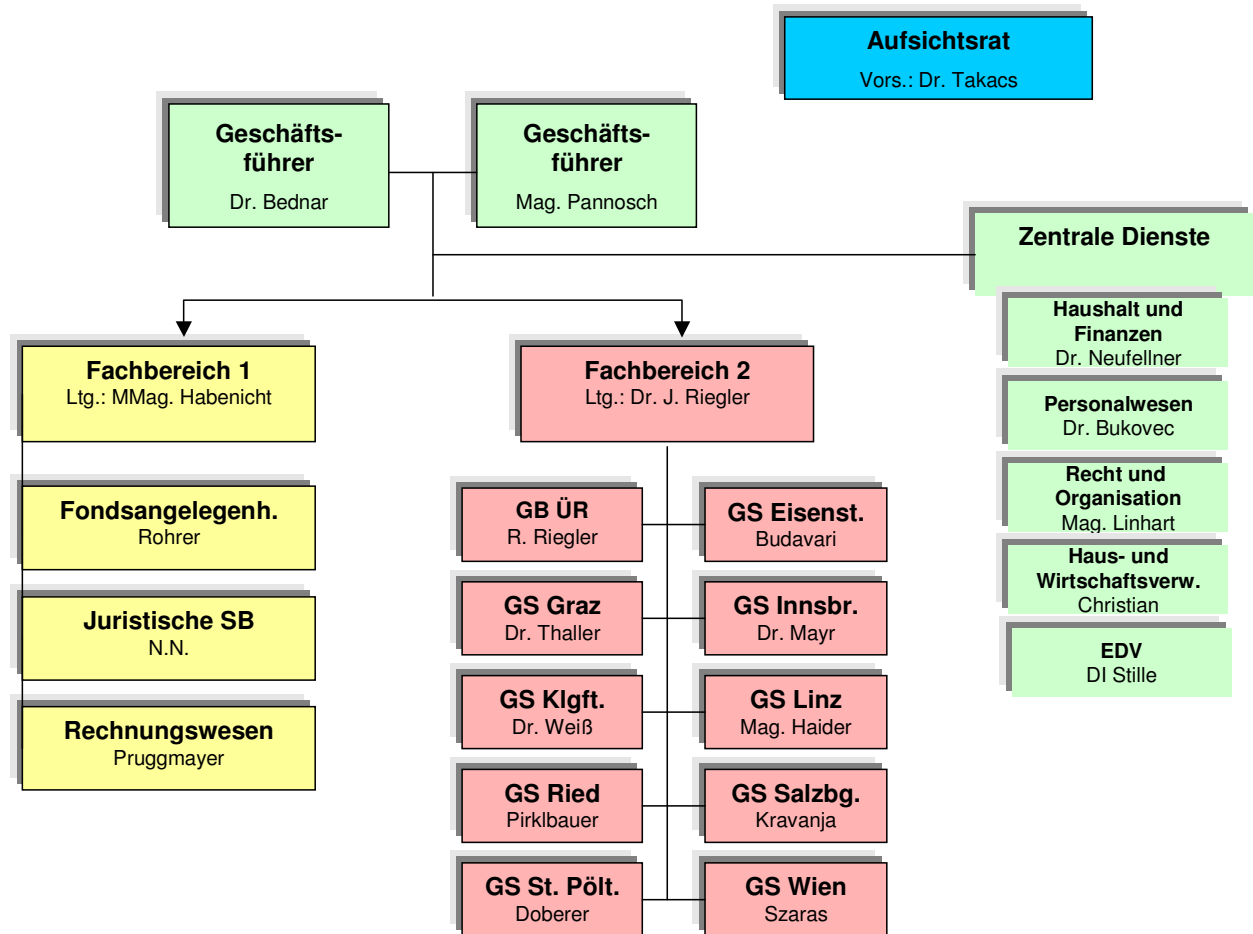 Aufsichtsrat
Vors.: Dr. Takacs
Geschäfts-
führer
Dr. Bednar
Geschäfts-
führer
Mag. Pannosch
Zentrale Dienste
Haushalt und
Finanzen
Dr. Neufellner
Personalwesen
Dr. Bukovec
Recht und
Organisation
Mag. Linhart
Haus- und
Wirtschaftsverw.
Christian
EDV
DI Stille
Fachbereich 1
Ltg.: MMag. Habenicht
Fondsangelegenh.
Rohrer
Juristische SB
N.N.
Rechnungswesen
Pruggmayer
Fachbereich 2
Ltg.: Dr. J. Riegler
GB ÜR
R. Riegler
GS Eisenst.
Budavari
GS Graz
Dr. Thaller
GS Innsbr.
Dr. Mayr
GS Klgft.
Dr. Weiß
GS Linz
Mag. Haider
GS Ried
Pirklbauer
GS Salzbg.
Kravanja
GS St. Pölt.
Doberer
GS Wien
Szaras